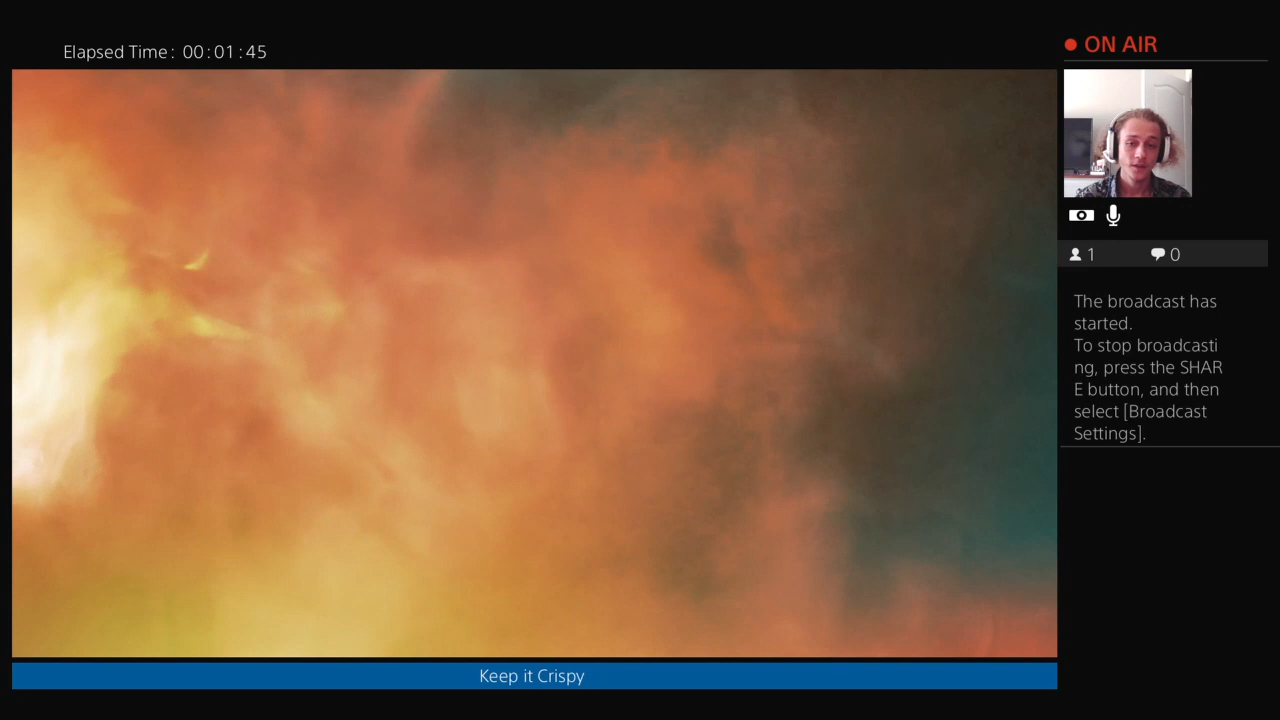 Elapsed Time: 00:01:45
ON AIR
1
0
The broadcast has
started.
To stop broadcasti
ng, press the SHAR
E button, and then
select [Broadcast
Settings].
Keep it Crispy